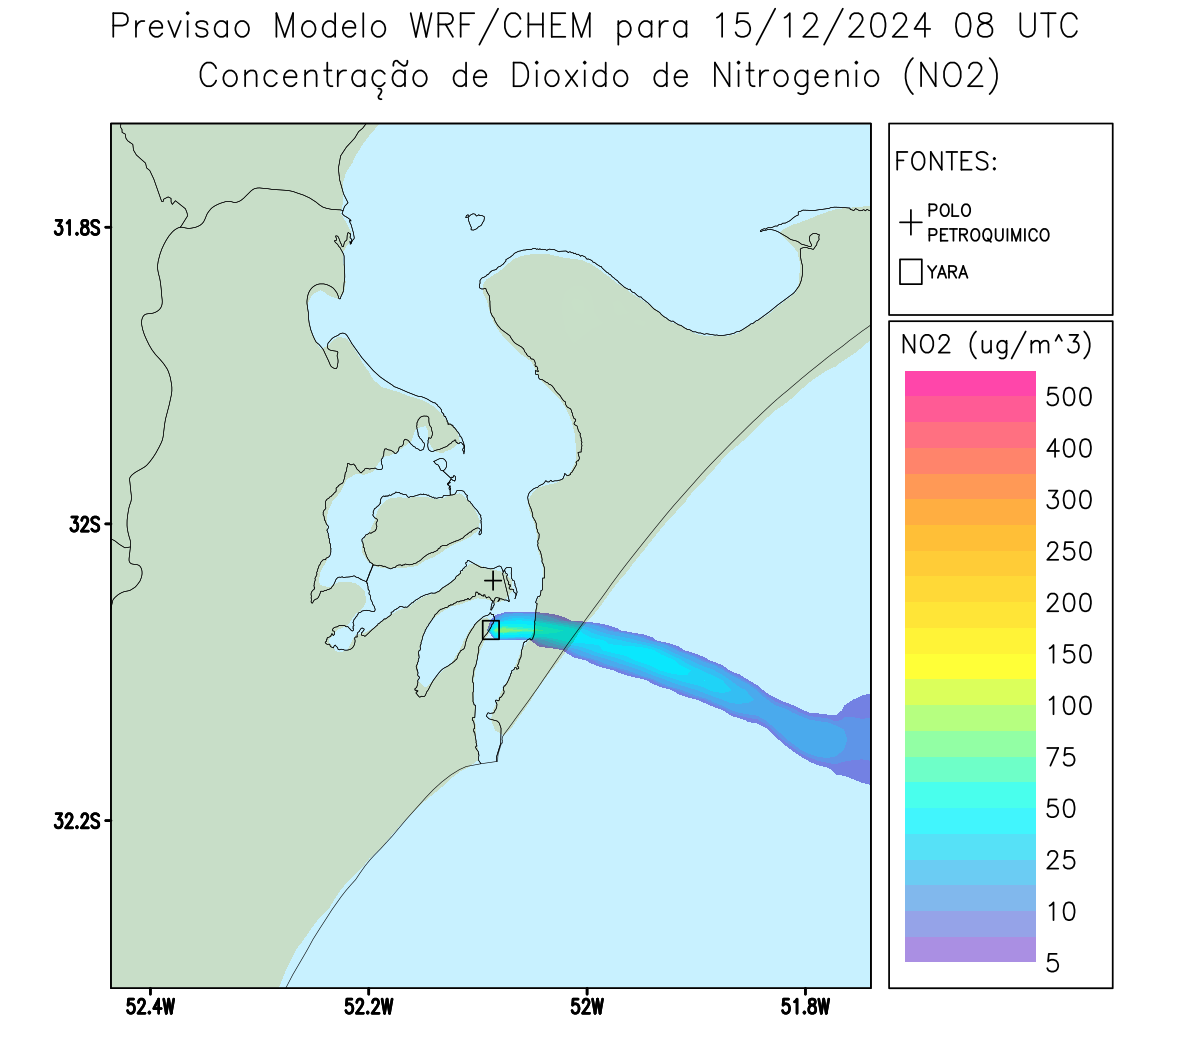 Previsao Modelo WRF/CHEM para 15/12/2024 08 UTC
Concentração de Dioxido de Nitrogenio (NO2)
31.8S
32S
32.2S
52.4W
52.2W
52W
51.8W
FONTES:
POLO
PETROQUIMICO
YARA
NO2 (ug/m^3)
500
400
300
250
200
150
100
75
50
25
10
5